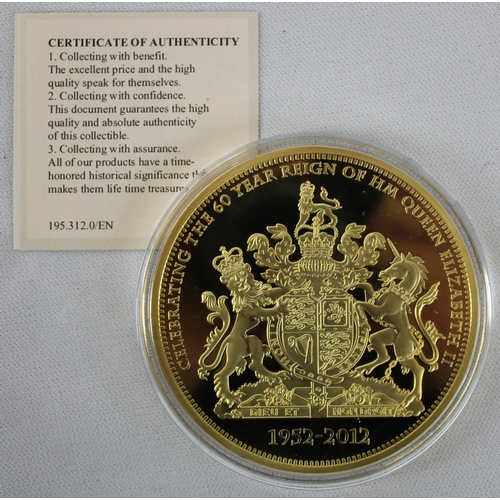 CERTIFICATE OF AUTHENTICITY
1. Collecting with benefit.
The excellent price and the high
quality speak for themselves.
2. Collecting with confidence.
This document guarantees the high
quality and absolute authenticity
of this collectible.
3. Collecting with assurance.
All of our products have a time-
honored historical significance
makes them life time treasures
195.312.0/EN
CELEBRATING THE 60 YEAR REIGN OF HM QUEEN ELIZABETH II
DIEU ET MON DROIT
1952-2012